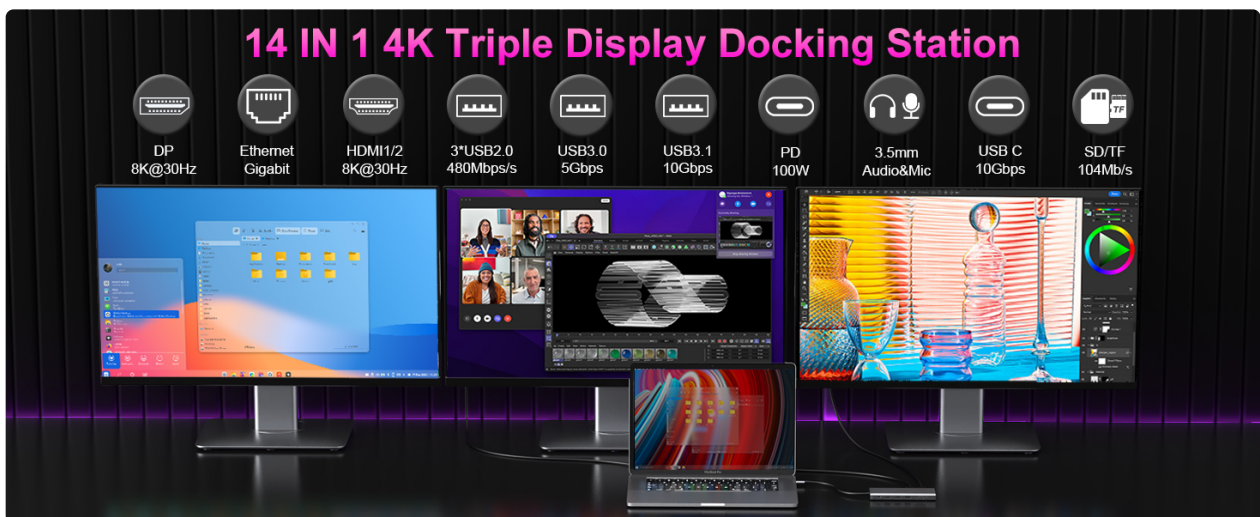 14 IN 1 4K Triple Display Docking Station
TF
DP
8K@30Hz
Ethernet
Gigabit
HDMI1/2
8K@30Hz
3*USB2.0
480Mbps/s
USB3.0
5Gbps
USB3.1
10Gbps
PD
100W
3.5mm
Audio&Mic
USB C
10Gbps
SD/TF
104Mb/s